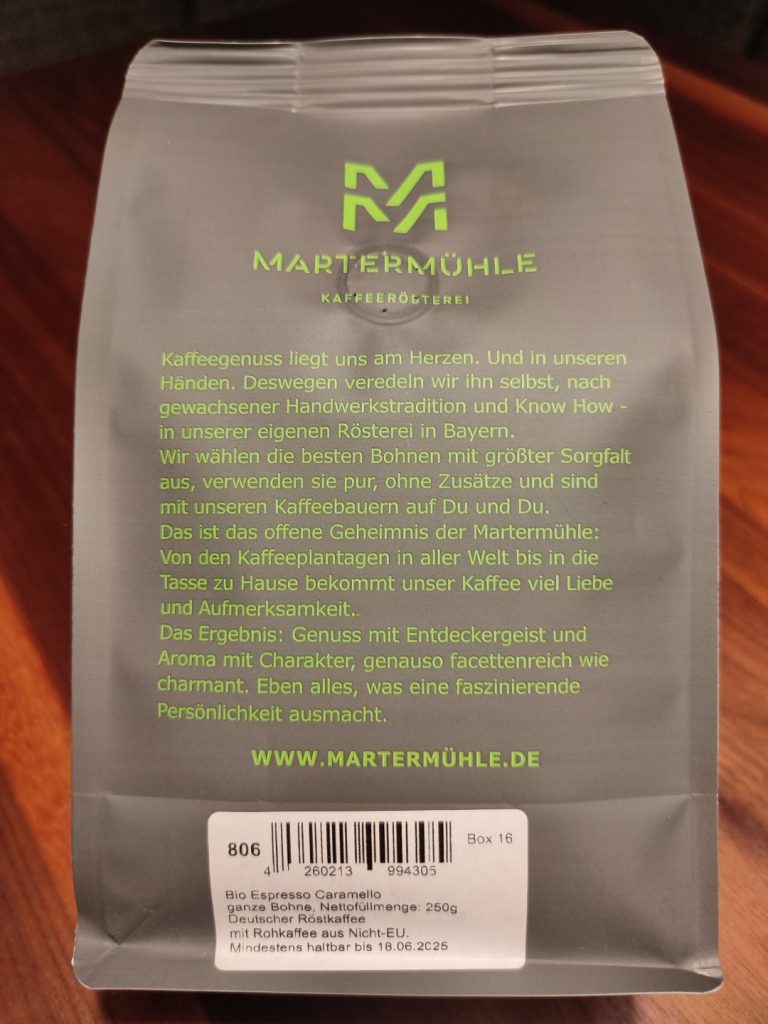 MARTERMÜHLE
KAFFEERÖSTEREI
Kaffeegenuss liegt uns am Herzen. Und in unseren
Händen. Deswegen veredeln wir ihn selbst, nach
gewachsener Handwerkstradition und Know How -
in unserer eigenen Rösterei in Bayern.
Wir wählen die besten Bohnen mit größter Sorgfalt
aus, verwenden sie pur, ohne Zusätze und sind
mit unseren Kaffeebauern auf Du und Du.
Das ist das offene Geheimnis der Martermühle:
Von den Kaffeeplantagen in aller Welt bis in die
Tasse zu Hause bekommt unser Kaffee viel Liebe
und Aufmerksamkeit..
Das Ergebnis: Genuss mit Entdeckergeist und
Aroma mit Charakter, genauso facettenreich wie
charmant. Eben alles, was eine faszinierende
Persönlichkeit ausmacht.
WWW.MARTERMÜHLE.DE
806 Box 16
4 260213 994305
Bio Espresso Caramello
ganze Bohne, Nettofüllmenge: 250g
Deutscher Röstkaffee
mit Rohkaffee aus Nicht-EU.
Mindestens haltbar bis 18.06.2025